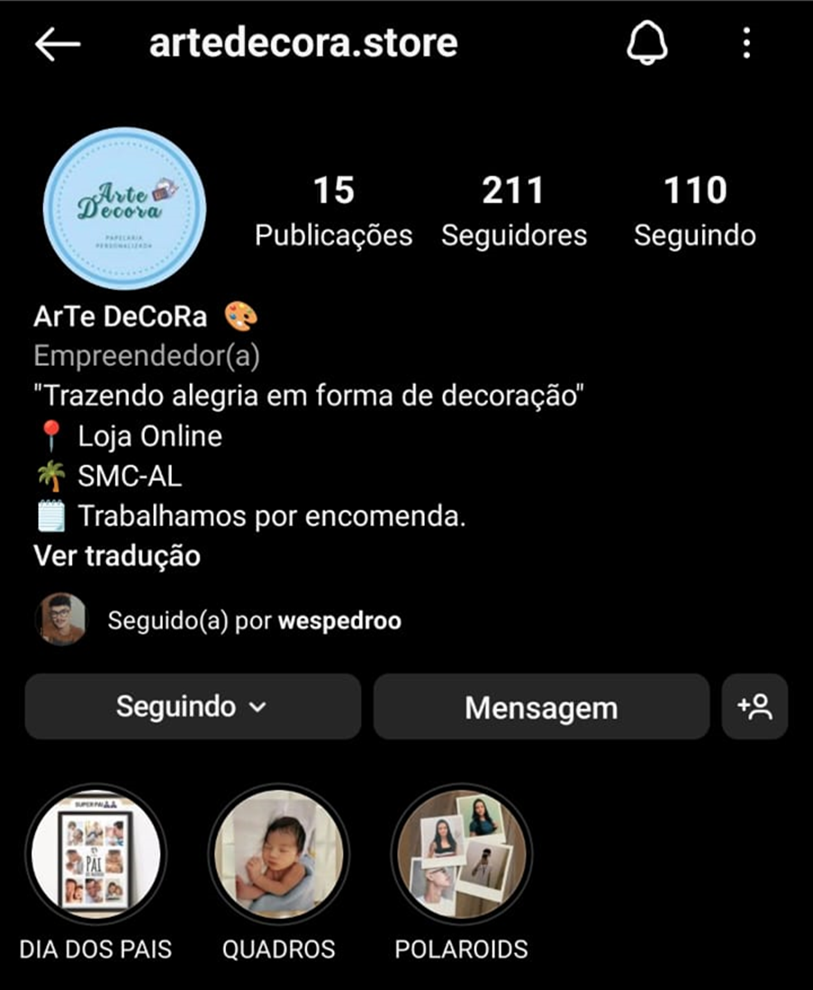 artedecora.store
Arte
Decora
PAPELARIA
PERSONALIZADA
15
211
110
Publicações
Seguidores
Seguindo
ArTe DeCoRa 🎨
Empreendedor(a)
"Trazendo alegria em forma de decoração"
📍 Loja Online
🌴 SMC-AL
🗒️ Trabalhamos por encomenda.
Ver tradução
Seguido(a) por wespedroo
Seguindo
Mensagem
SUPER PAI
PAI
DIA DOS PAIS
QUADROS
POLAROIDS